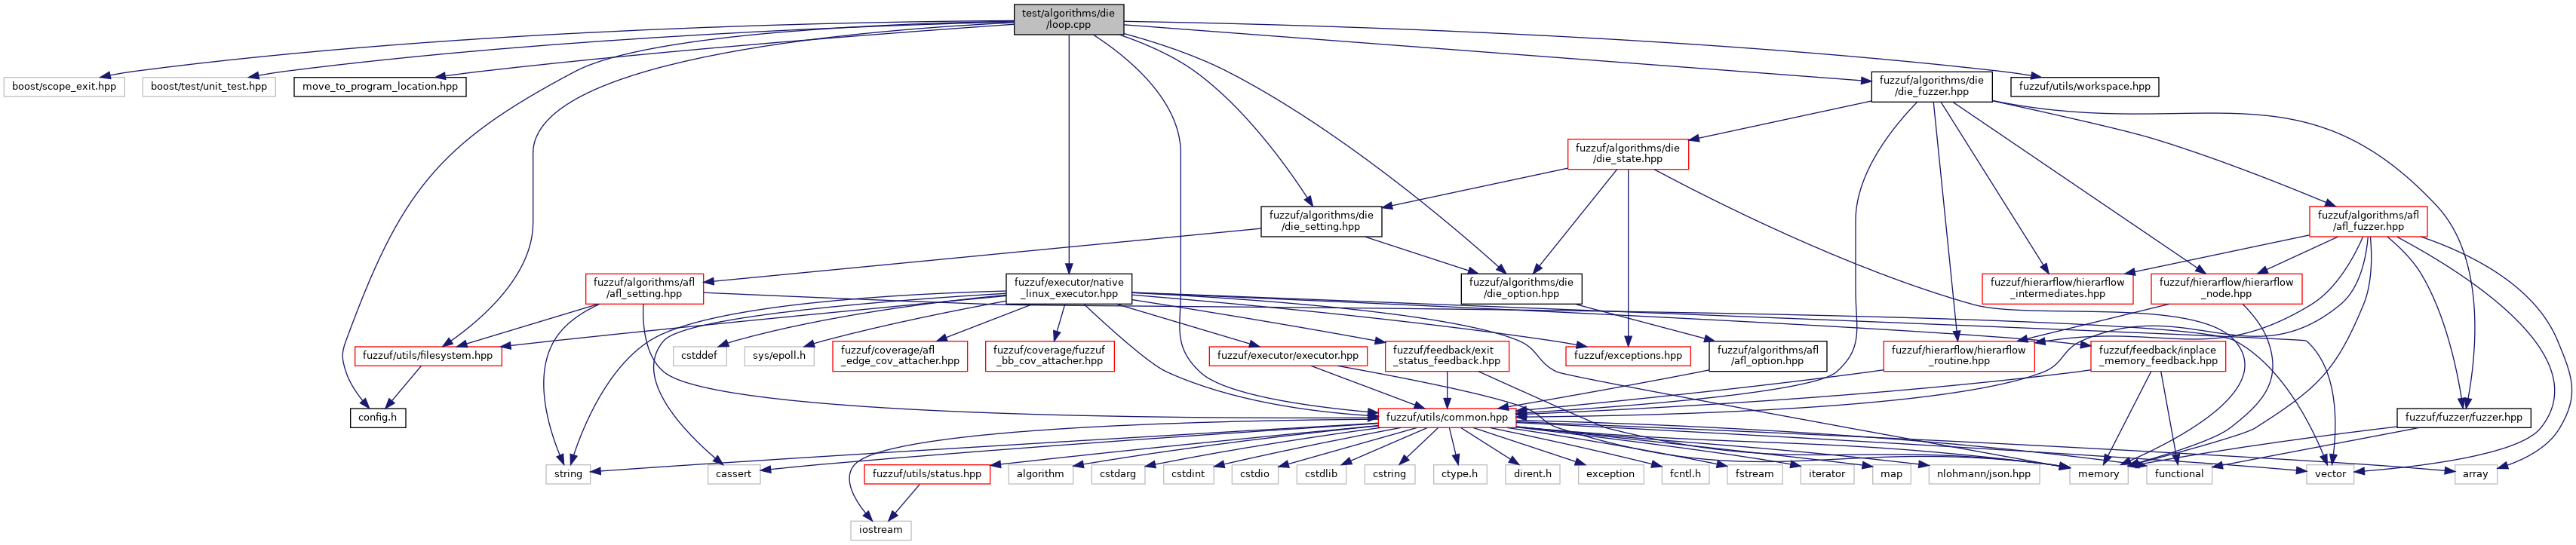 test/algorithms/die
/loop.cpp
boost/scope_exit.hpp
boost/test/unit_test.hpp
move_to_program_location.hpp
fuzzuf/algorithms/die
/die_fuzzer.hpp
fuzzuf/utils/workspace.hpp
fuzzuf/algorithms/die
/die_state.hpp
fuzzuf/algorithms/die
/die_setting.hpp
fuzzuf/algorithms/afl
/afl_fuzzer.hpp
fuzzuf/algorithms/afl
/afl_setting.hpp
fuzzuf/executor/native
_linux_executor.hpp
fuzzuf/algorithms/die
/die_option.hpp
fuzzuf/hierarflow/hierarflow
_intermediates.hpp
fuzzuf/hierarflow/hierarflow
_node.hpp
fuzzuf/utils/filesystem.hpp
cstddef
sys/epoll.h
fuzzuf/coverage/afl
_edge_cov_attacher.hpp
fuzzuf/coverage/fuzzuf
_bb_cov_attacher.hpp
fuzzuf/executor/executor.hpp
fuzzuf/feedback/exit
_status_feedback.hpp
fuzzuf/exceptions.hpp
fuzzuf/algorithms/afl
/afl_option.hpp
fuzzuf/hierarflow/hierarflow
_routine.hpp
fuzzuf/feedback/inplace
_memory_feedback.hpp
config.h
fuzzuf/utils/common.hpp
fuzzuf/fuzzer/fuzzer.hpp
string
cassert
fuzzuf/utils/status.hpp
algorithm
cstdarg
cstdint
cstdio
cstdlib
cstring
ctype.h
dirent.h
exception
fcntl.h
fstream
iterator
map
nlohmann/json.hpp
memory
functional
vector
array
iostream